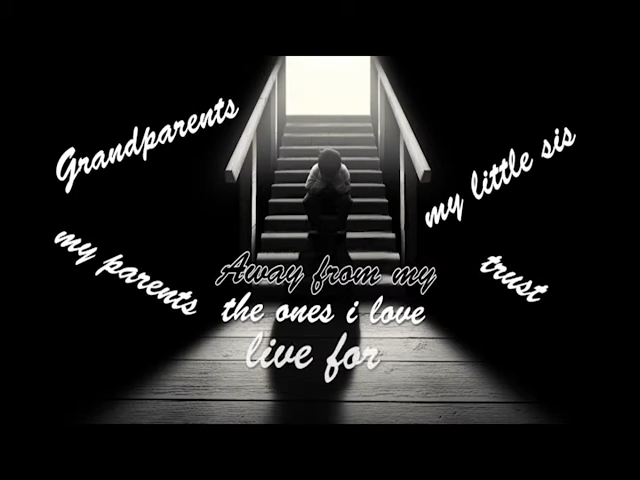 Grandparents
my little sis
my parents
trust
Away from my
the ones i love
live for